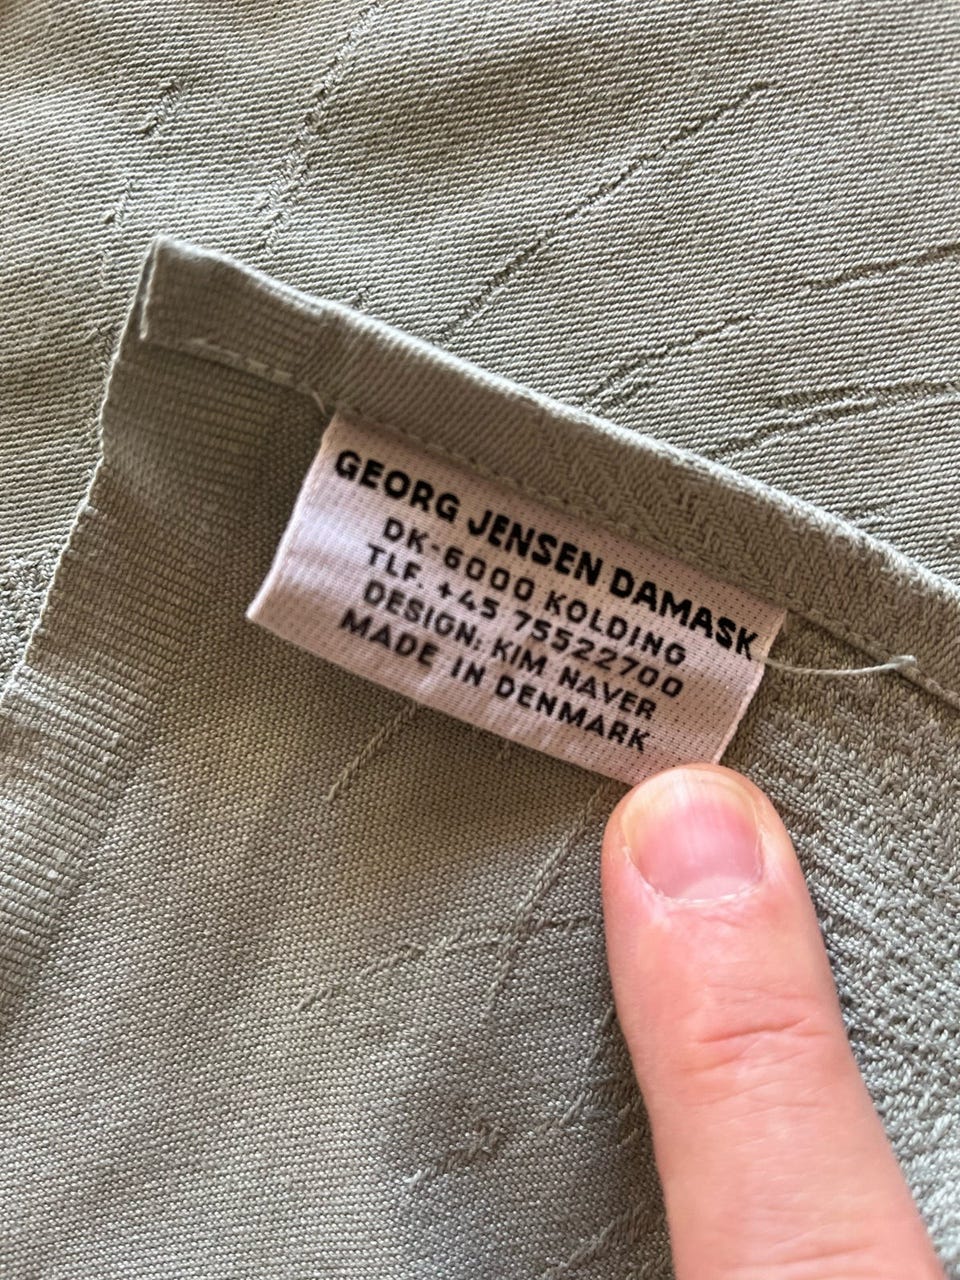 GEORG JENSEN DAMASK
DK-6000 KOLDING
TLF. +45 75522700
DESIGN: KIM NAVER
MADE IN DENMARK